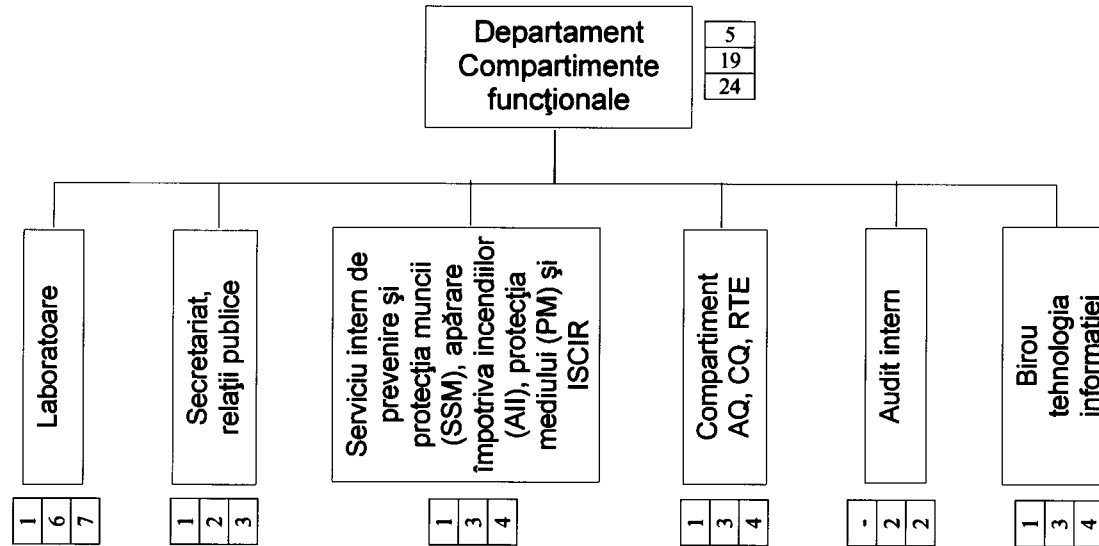 Departament
Compartimente
funcţionale
5
19
24
Laboratoare
1
6
7
Secretariat,
relaţii publice
1
2
3
Serviciu intern de
prevenire şi
protecţia muncii
(SSM), apărare
împotriva incendiilor
(AII), protecţia
mediului (PM) şi
ISCIR
1
3
4
Compartiment
AQ, CQ, RTE
1
3
4
Audit intern
-
2
2
Birou
tehnologia
informaţiei
1
3
4